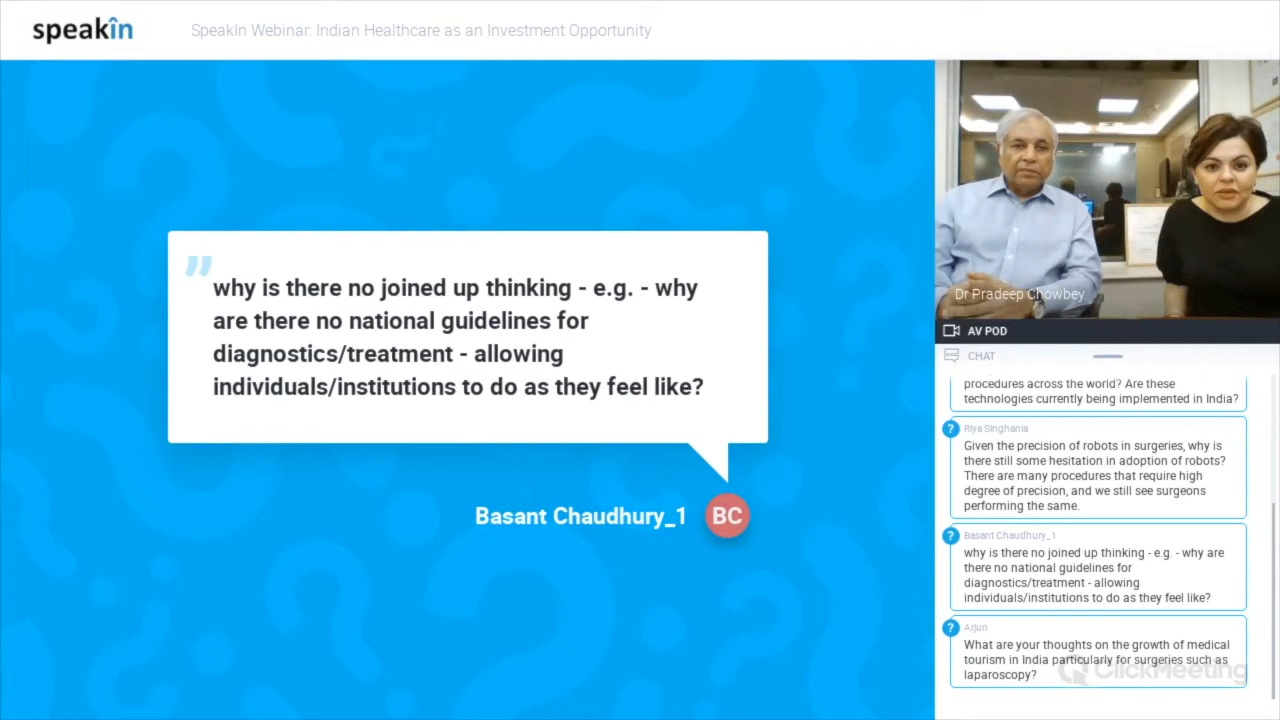 speakîn
SpeakIn Webinar: Indian Healthcare as an Investment Opportunity
why is there no joined up thinking - e.g. - why
are there no national guidelines for
diagnostics/treatment - allowing
individuals/institutions to do as they feel like?
Basant Chaudhury_1
BC
Dr Pradeep Chowbey
AV POD
CHAT
procedures across the world? Are these
technologies currently being implemented in India?
?
Riya Singhania
Given the precision of robots in surgeries, why is
there still some hesitation in adoption of robots?
There are many procedures that require high
degree of precision, and we still see surgeons
performing the same.
?
Basant Chaudhury_1
why is there no joined up thinking - e.g. - why are
there no national guidelines for
diagnostics/treatment - allowing
individuals/institutions to do as they feel like?
?
Arjun
What are your thoughts on the growth of medical
tourism in India particularly for surgeries such as
laparoscopy?
ClickMeeting